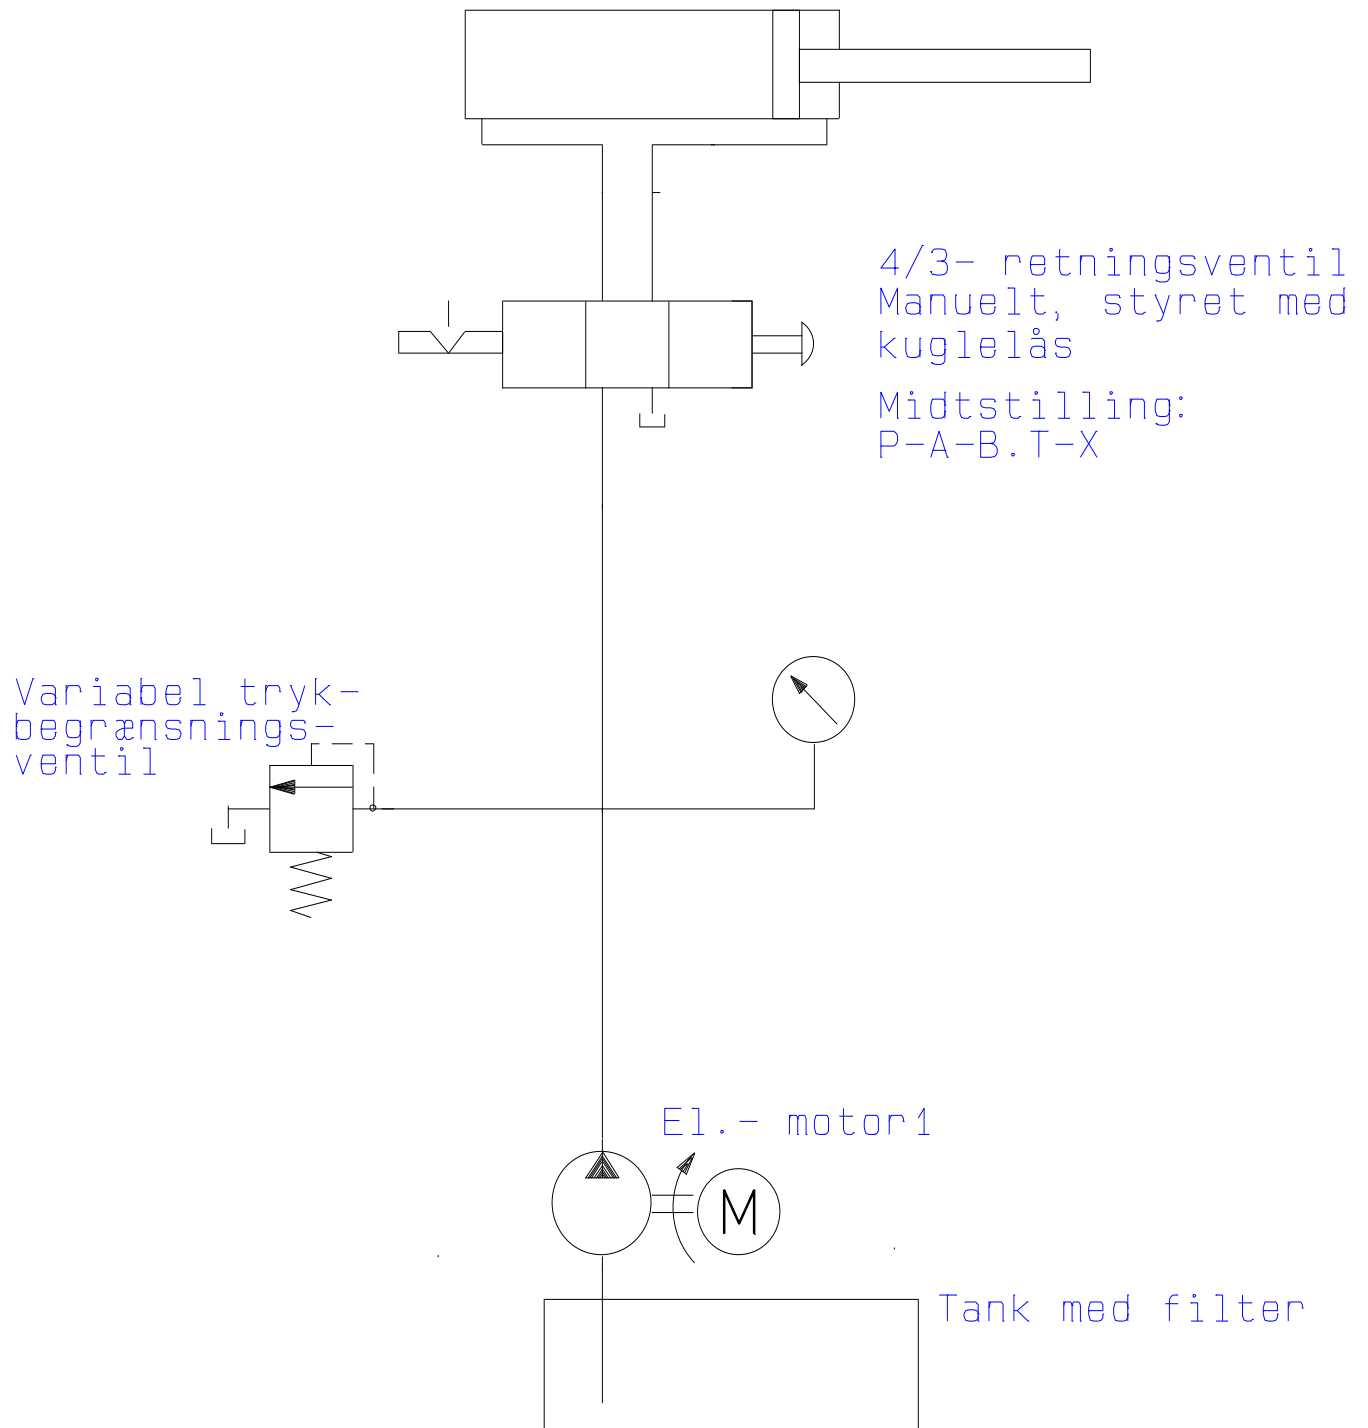 4/3- retningsventil
Manuelt, styret med
kuglelås
Midtstilling:
P-A-B.T-X
Variabel tryk-
begrænsnings-
ventil
El.- motor1
M
Tank med filter